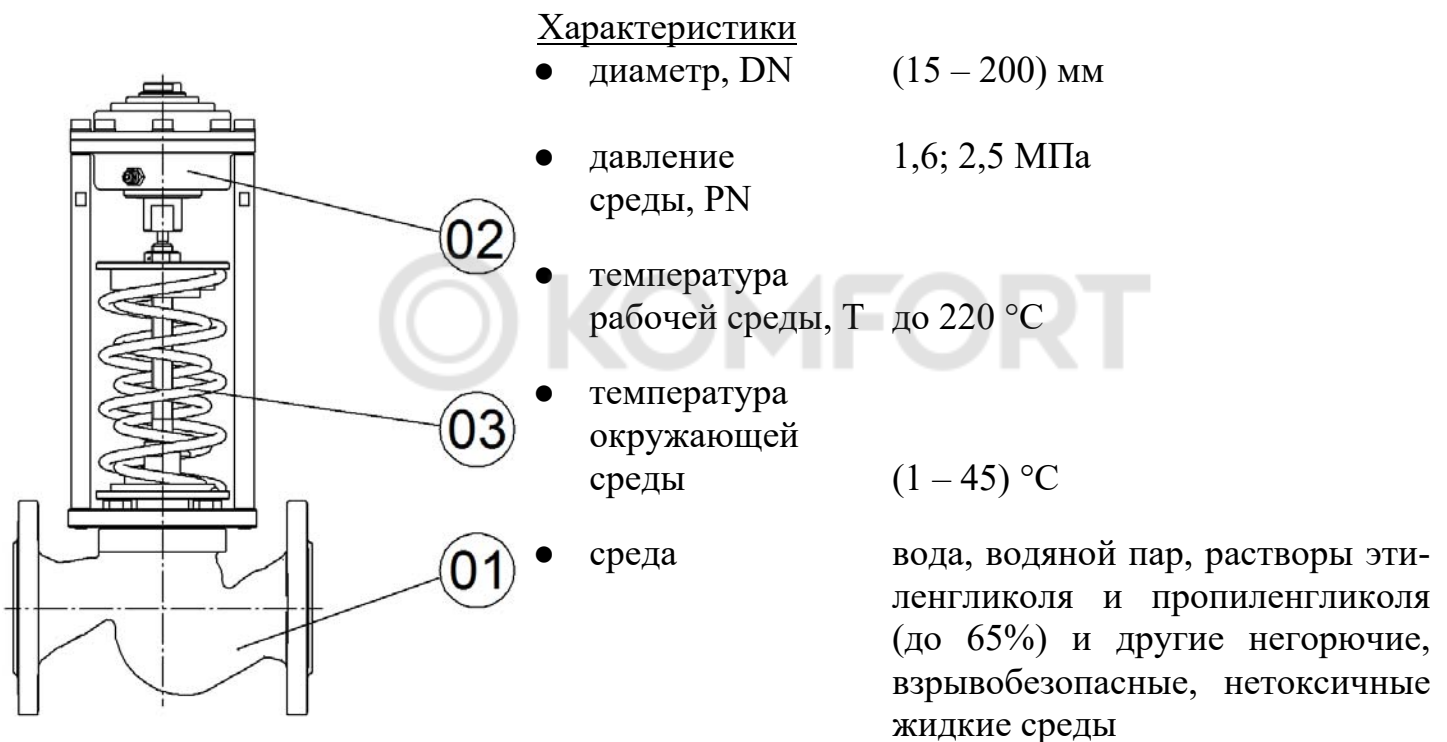 Характеристики
● диаметр, DN (15 – 200) мм
● давление 1,6; 2,5 МПа
среды, PN
02
● температура
рабочей среды, Т до 220 °С
KOMFORT
● температура
03 окружающей
среды (1 – 45) °С
01 ● среда вода, водяной пар, растворы эти-
ленгликоля и пропиленгликоля
(до 65%) и другие негорючие,
взрывобезопасные, нетоксичные
жидкие среды